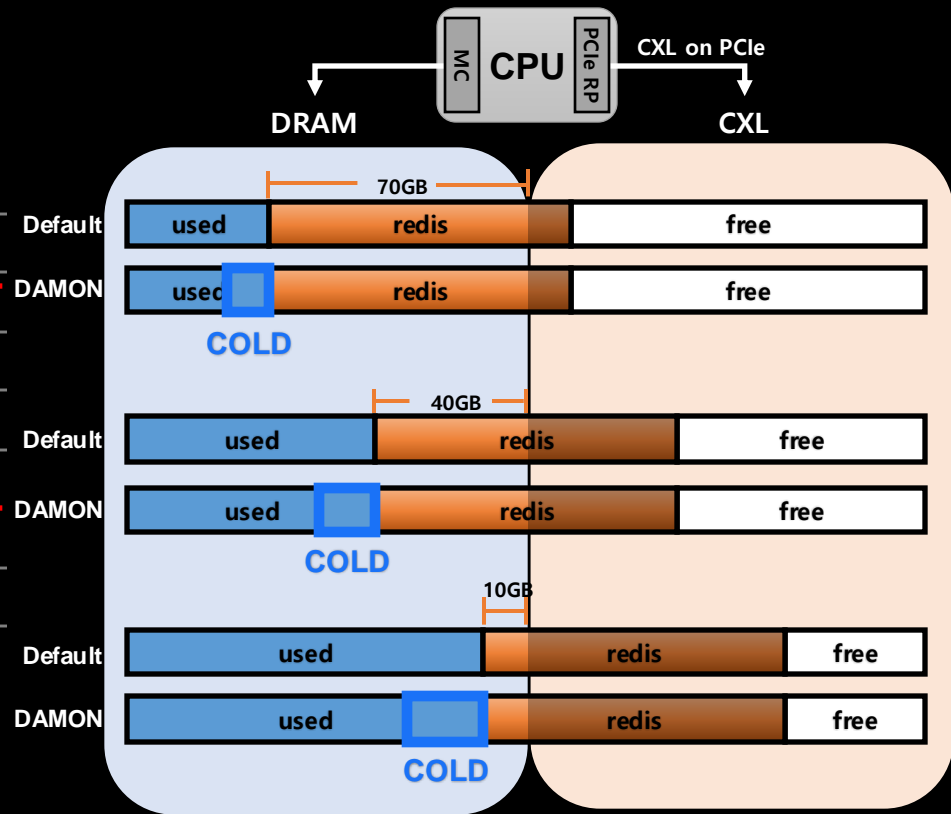 MC
CPU
PCIe RP
CXL on PCIe
DRAM
CXL
70GB
Default
used
redis
free
DAMON
used
redis
free
COLD
40GB
Default
used
redis
free
DAMON
used
redis
free
COLD
10GB
Default
used
redis
free
DAMON
used
redis
free
COLD